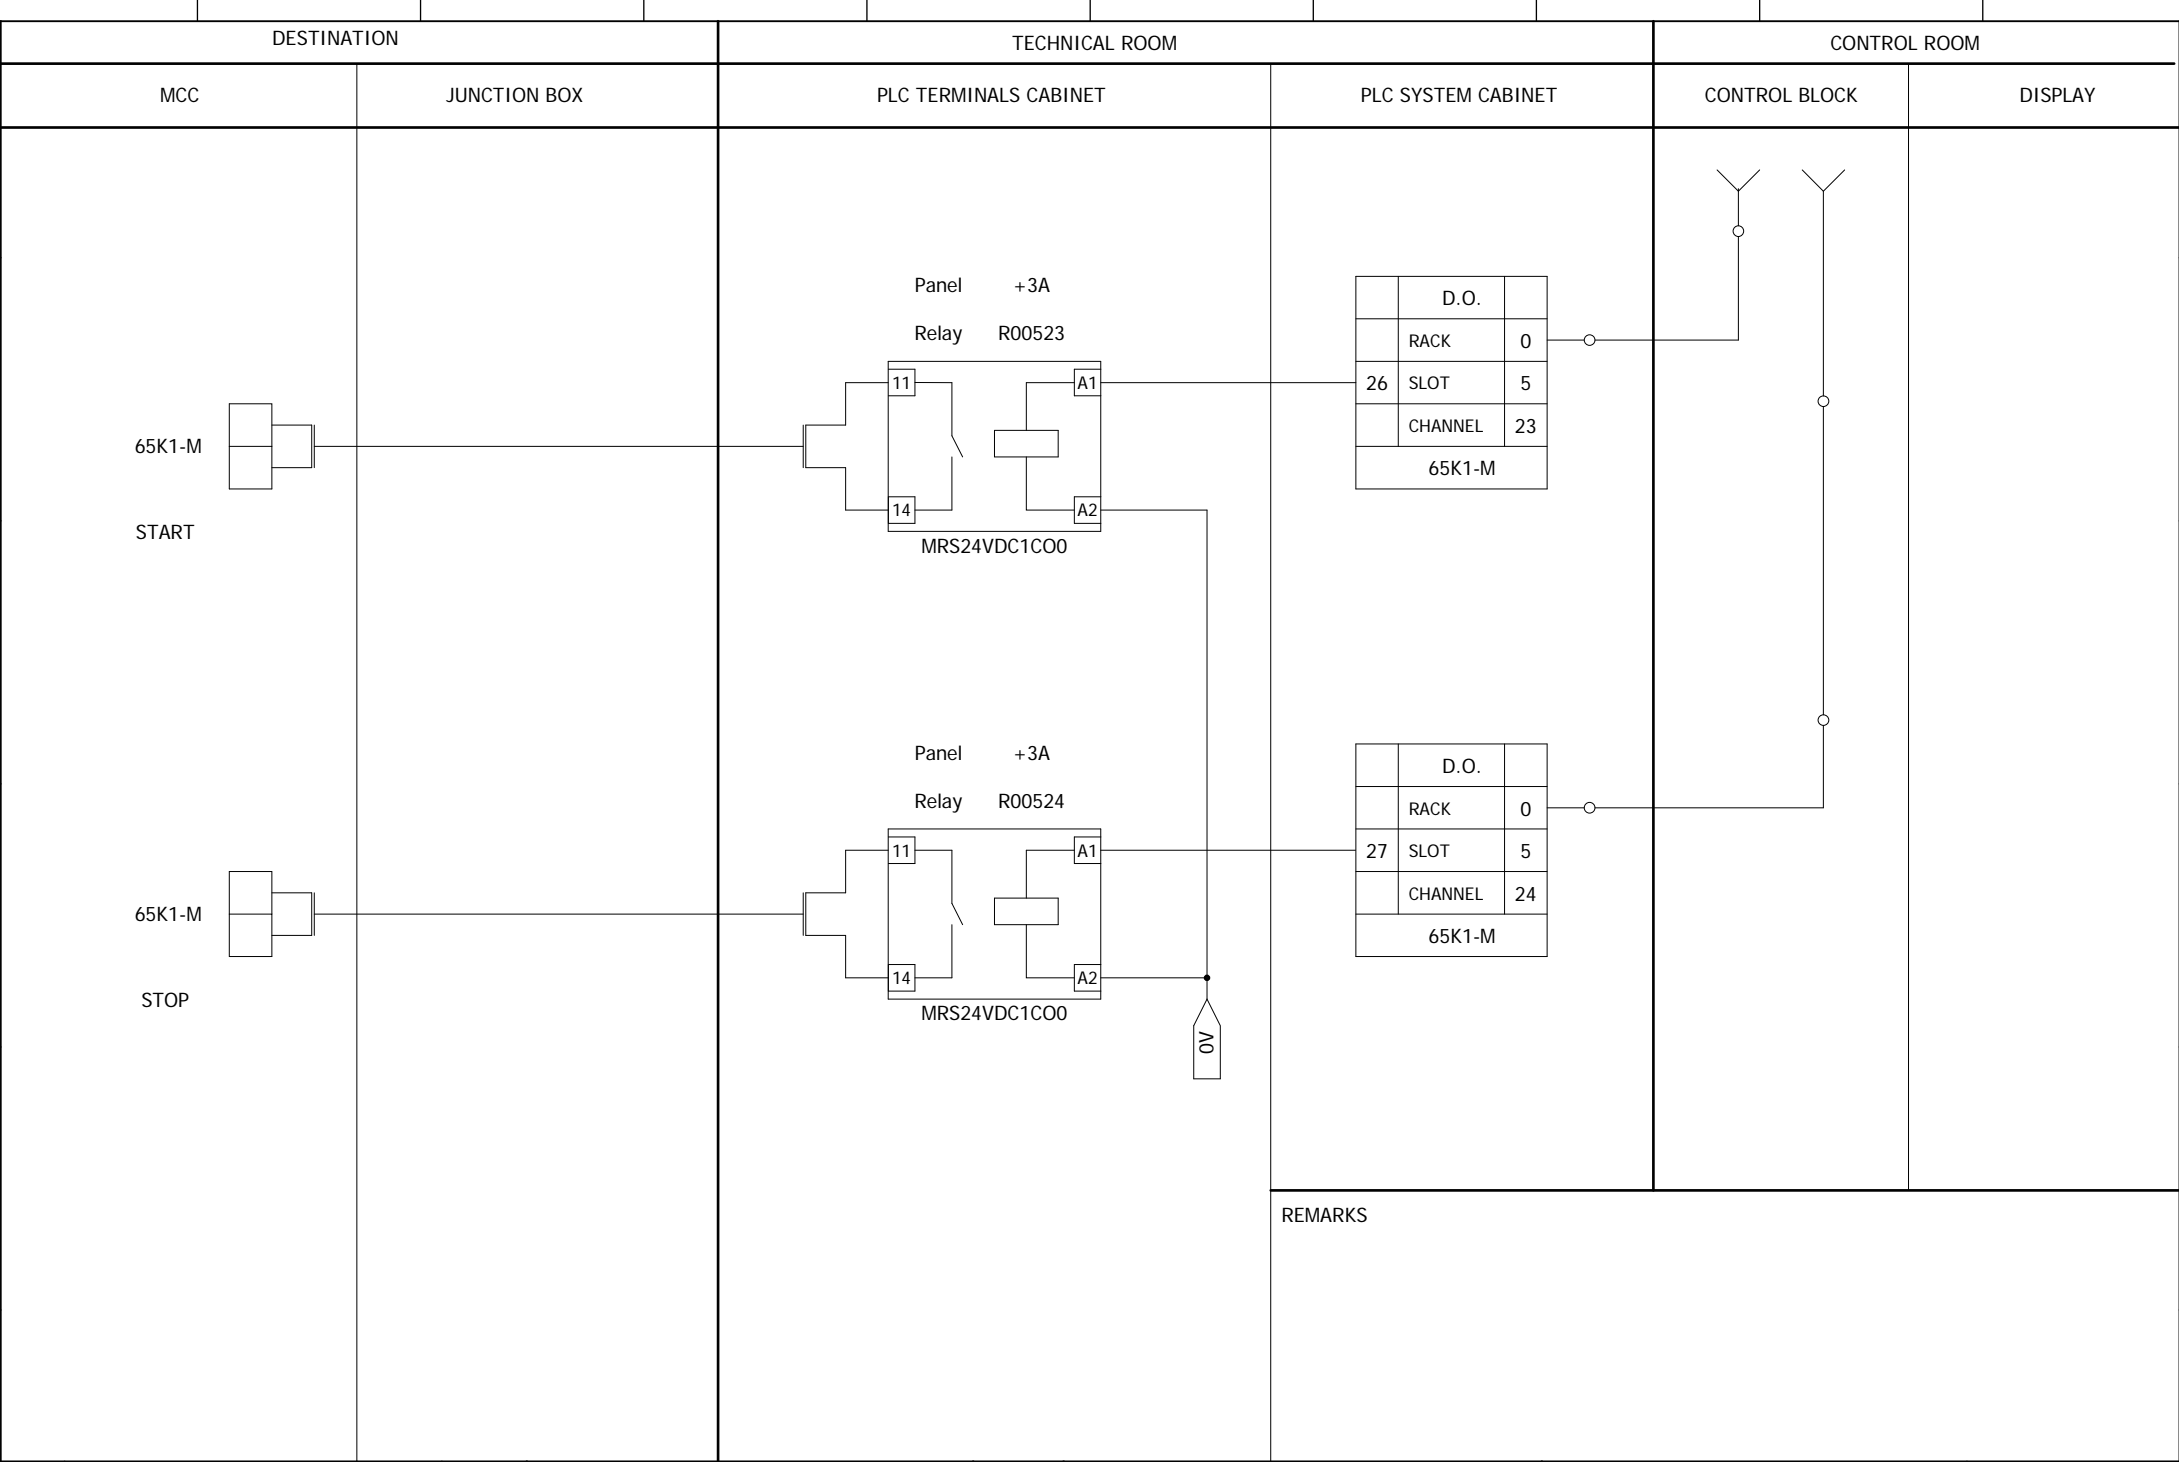 DESTINATION
TECHNICAL ROOM
CONTROL ROOM
MCC
JUNCTION BOX
PLC TERMINALS CABINET
PLC SYSTEM CABINET
CONTROL BLOCK
DISPLAY
Panel +3A
Relay R00523
11
A1
14
A2
MRS24VDC1CO0
65K1-M
START
D.O.
RACK 0
26 SLOT 5
CHANNEL 23
65K1-M
Panel +3A
Relay R00524
11
A1
14
A2
MRS24VDC1CO0
65K1-M
STOP
D.O.
RACK 0
27 SLOT 5
CHANNEL 24
65K1-M
0V
REMARKS